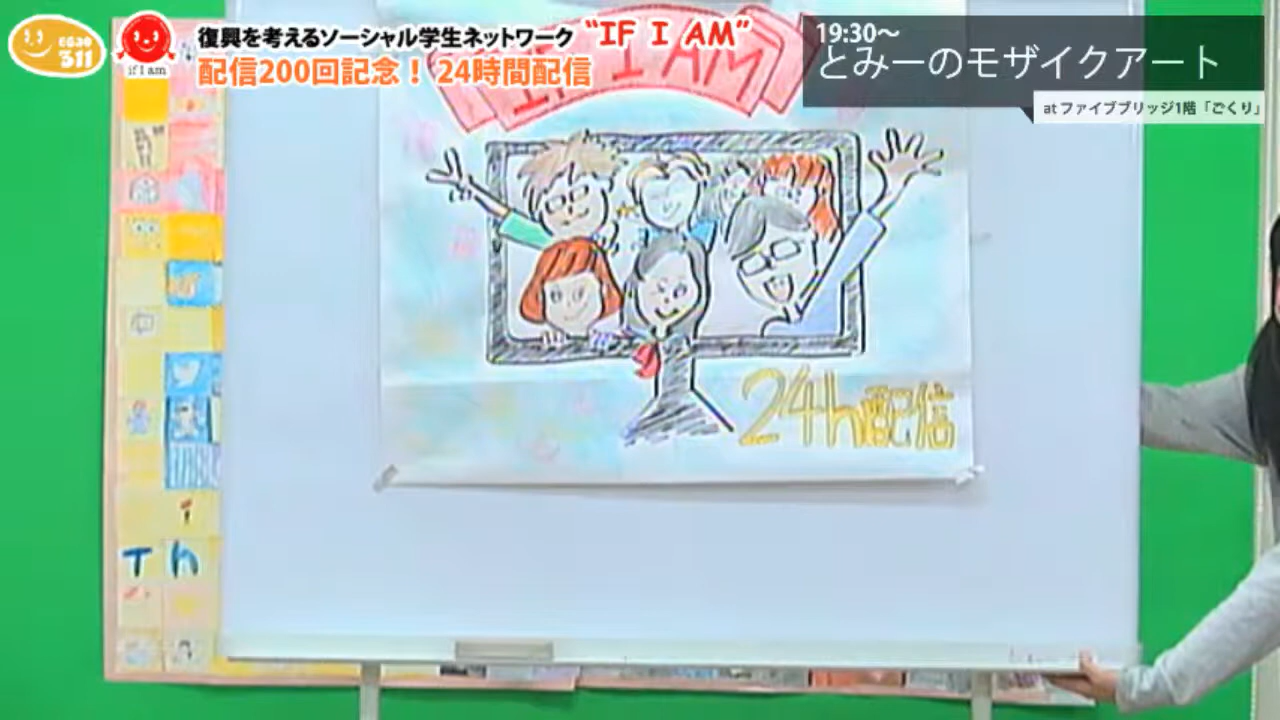 復興を考えるソーシャル学生ネットワーク "IF I AM"
配信200回記念！ 24時間配信
19:30〜
とみーのモザイクアート
at ファイブブリッジ1階「ごくり」
311
if I am
IF I AM
24h配信
Th